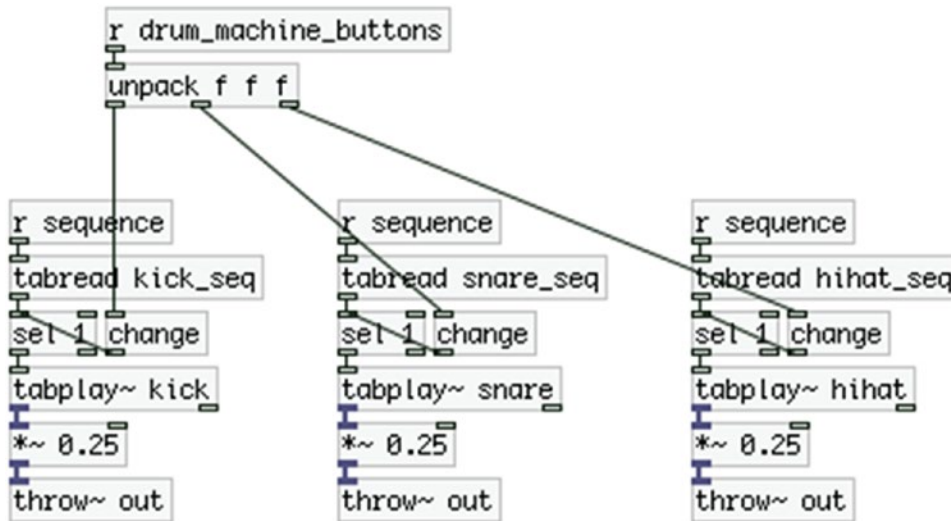 r drum_machine_buttons
unpack f f f
r sequence
r sequence
r sequence
tabread kick_seq
tabread snare_seq
tabread hihat_seq
sel 1
change
sel 1
change
sel 1
change
tabplay~ kick
tabplay~ snare
tabplay~ hihat
*~ 0.25
*~ 0.25
*~ 0.25
throw~ out
throw~ out
throw~ out